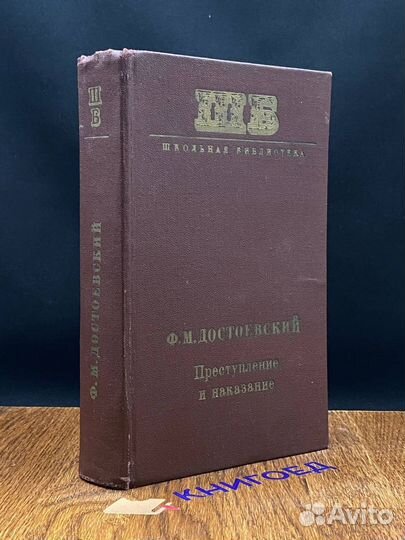 ШБ
ШКОЛЬНАЯ БИБЛИОТЕКА
Ф.М.ДОСТОЕВСКИЙ
Преступление
и наказание
Ш
Б
Ф.М.ДОСТОЕВСКИЙ
КНИГОЕД
Avito